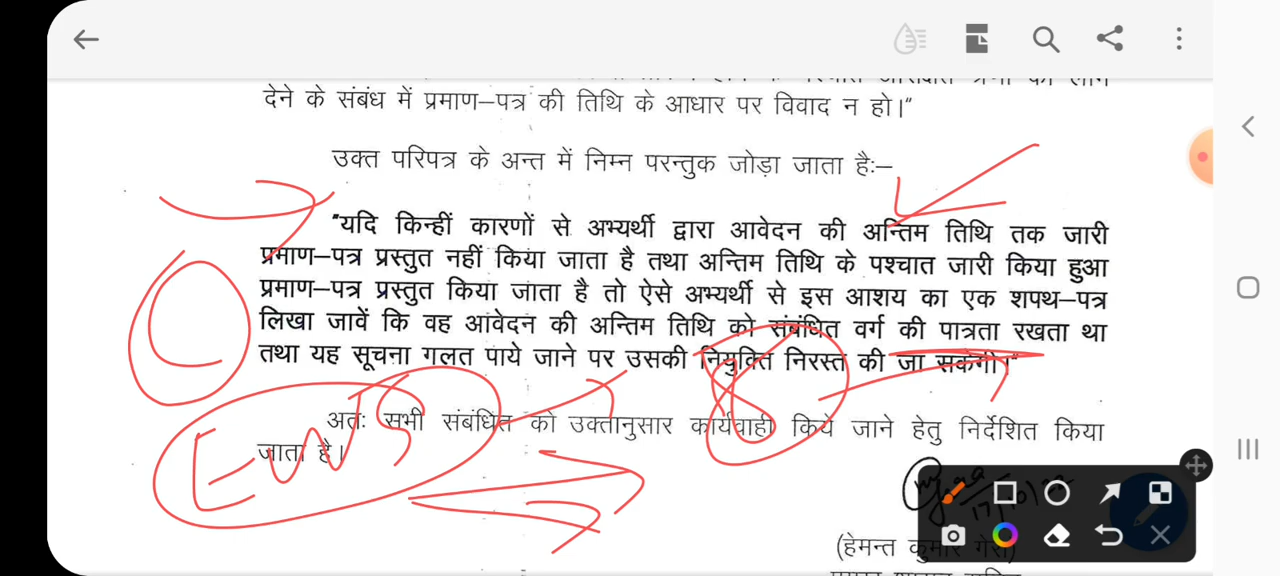 देने के संबंध में प्रमाण–पत्र की तिथि के आधार पर विवाद न हो।"
उक्त परिपत्र के अन्त में निम्न परन्तुक जोड़ा जाता हैः–
"यदि किन्हीं कारणों से अभ्यर्थी द्वारा आवेदन की अन्तिम तिथि तक जारी
प्रमाण–पत्र प्रस्तुत नहीं किया जाता है तथा अन्तिम तिथि के पश्चात जारी किया हुआ
प्रमाण–पत्र प्रस्तुत किया जाता है तो ऐसे अभ्यर्थी से इस आशय का एक शपथ–पत्र
लिखा जावें कि वह आवेदन की अन्तिम तिथि को संबंधित वर्ग की पात्रता रखता था
तथा यह सूचना गलत पाये जाने पर उसकी नियुक्ति निरस्त की जा सकेगी।"
8
अतः सभी संबंधित को उक्तानुसार कार्यवाही किये जाने हेतु निर्देशित किया
जाता है।
EWS
(हेमन्त कुमार गेरा)